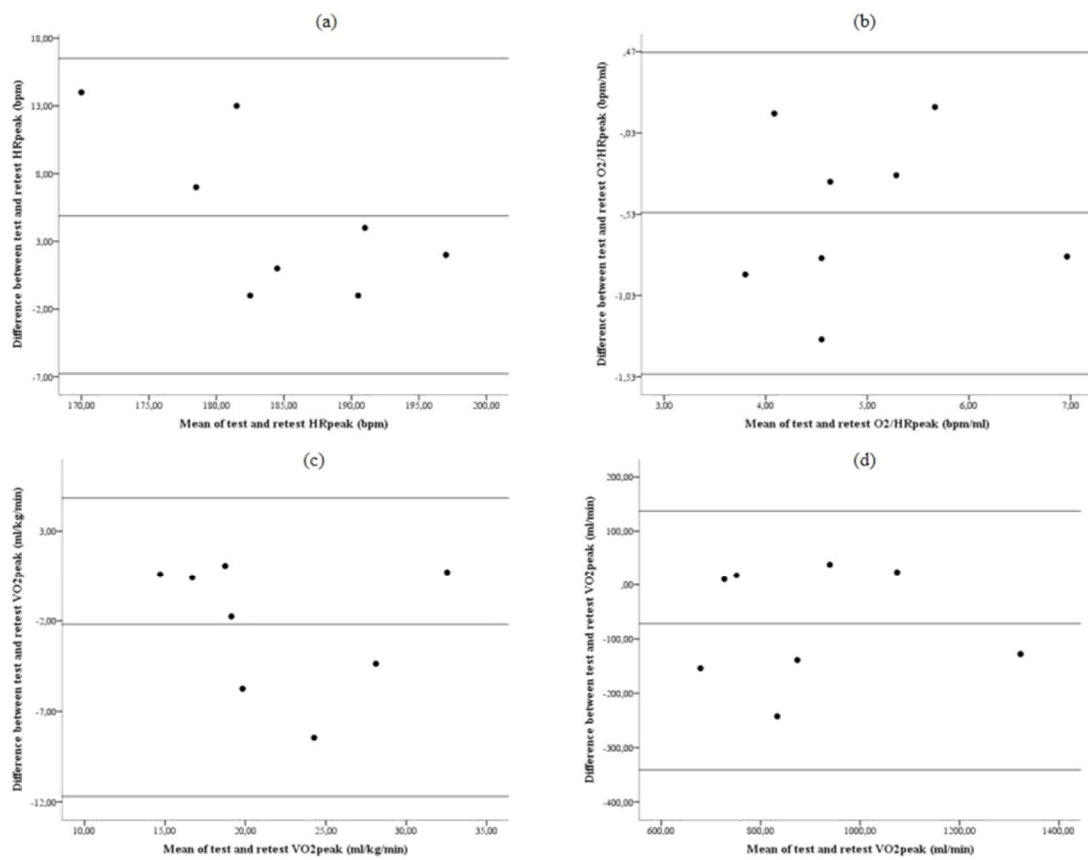 (a)
Difference between test and retest HRpeak (bpm)
18,00
13,00
8,00
3,00
-2,00
-7,00
170,00 175,00 180,00 185,00 190,00 195,00 200,00
Mean of test and retest HRpeak (bpm)
(b)
Difference between test and retest O2/HRpeak (bpm/ml)
,47
-,03
-,53
-1,03
-1,53
3,00 4,00 5,00 6,00 7,00
Mean of test and retest O2/HRpeak (bpm/ml)
(c)
Difference between test and retest VO2peak (ml/kg/min)
3,00
-2,00
-7,00
-12,00
10,00 15,00 20,00 25,00 30,00 35,00
Mean of test and retest VO2peak (ml/kg/min)
(d)
Difference between test and retest VO2peak (ml/min)
200,00
100,00
,00
-100,00
-200,00
-300,00
-400,00
600,00 800,00 1000,00 1200,00 1400,00
Mean of test and retest VO2peak (ml/min)